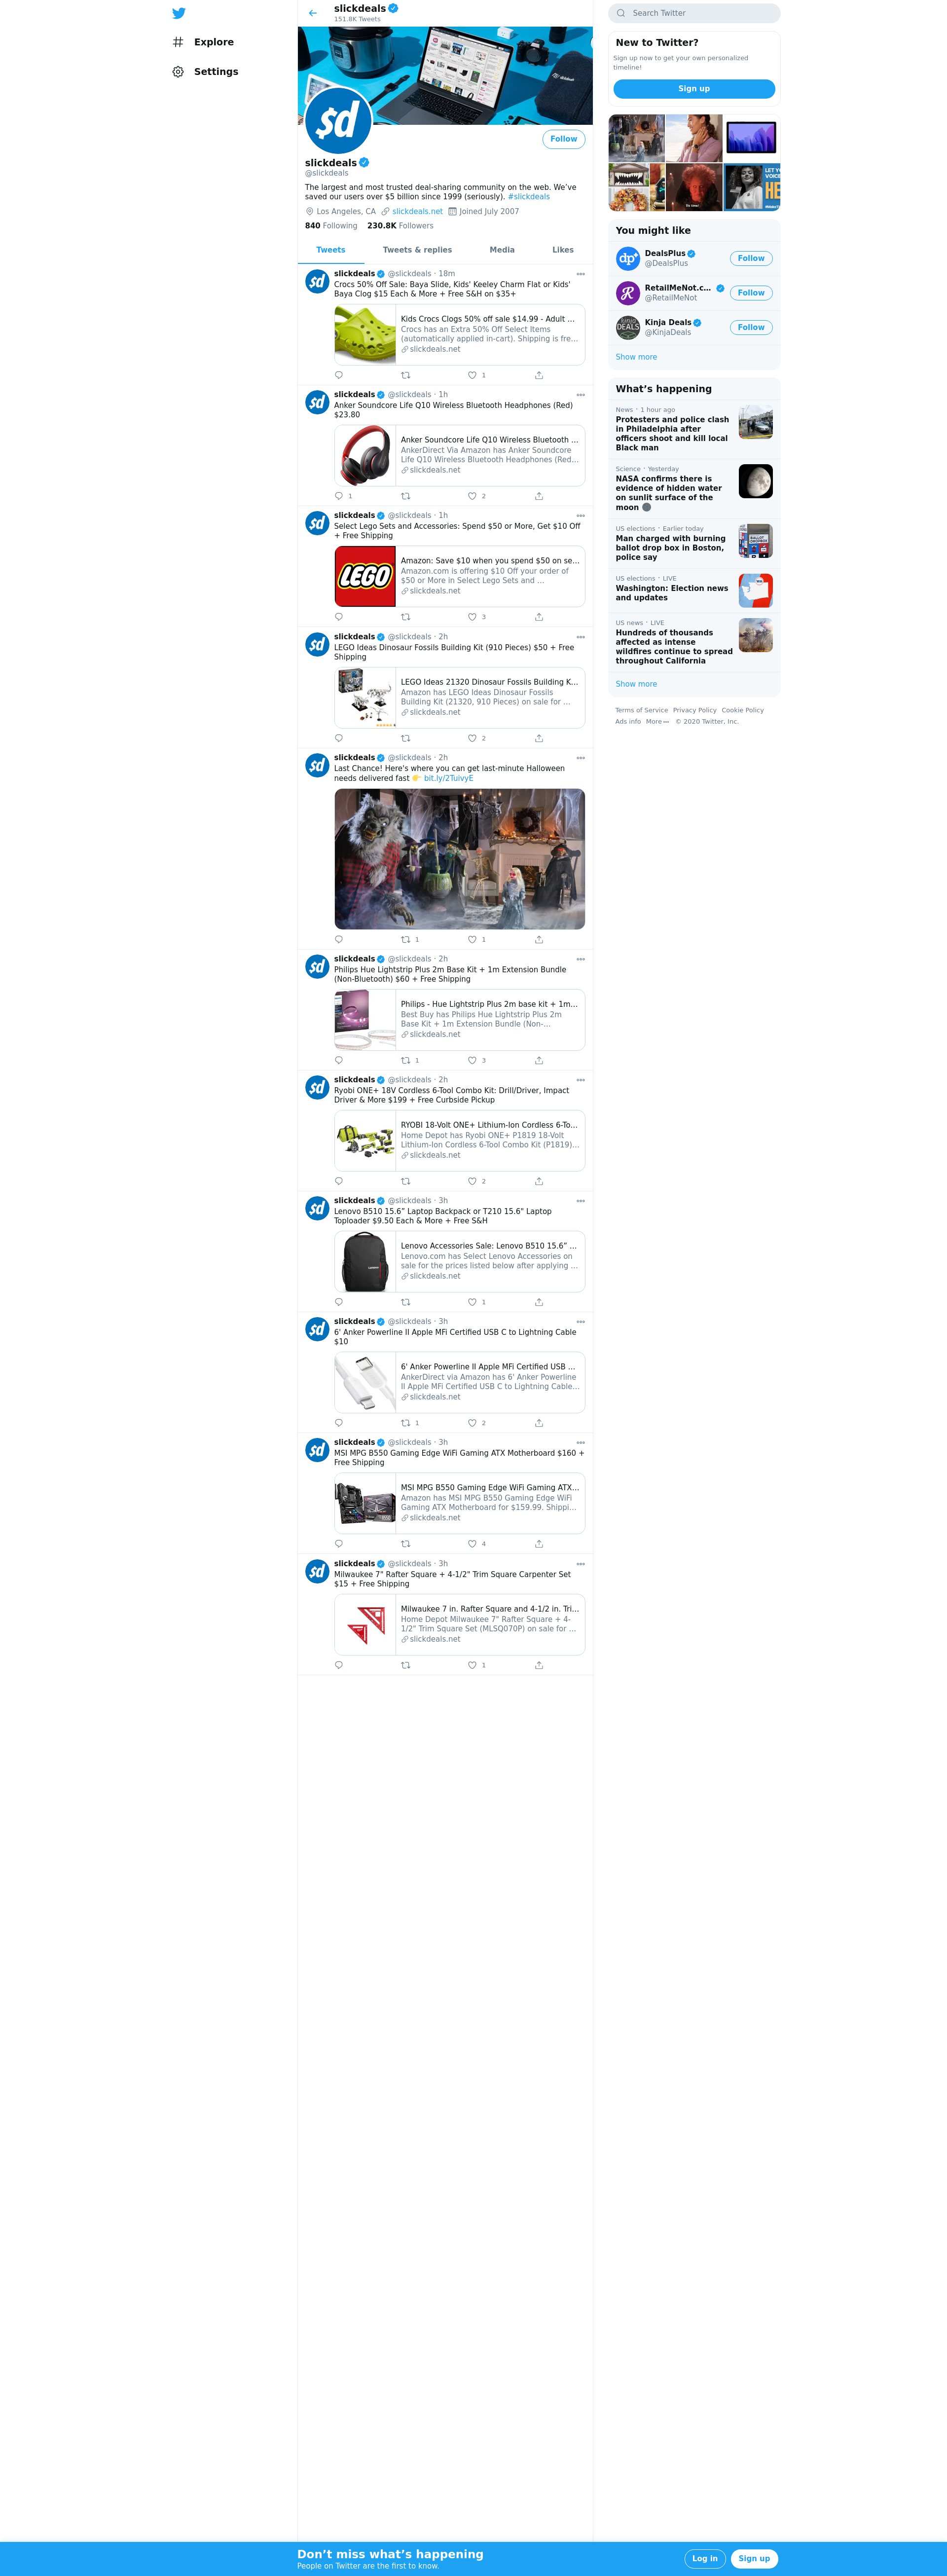 Explore
Settings
slickdeals
151.8K Tweets
$d
Follow
slickdeals
@slickdeals
The largest and most trusted deal-sharing community on the web. We’ve
saved our users over $5 billion since 1999 (seriously). #slickdeals
Los Angeles, CA slickdeals.net Joined July 2007
840 Following 230.8K Followers
Tweets Tweets & replies Media Likes
$d
slickdeals @slickdeals · 18m
Crocs 50% Off Sale: Baya Slide, Kids' Keeley Charm Flat or Kids'
Baya Clog $15 Each & More + Free S&H on $35+
Kids Crocs Clogs 50% off sale $14.99 - Adult ...
Crocs has an Extra 50% Off Select Items
(automatically applied in-cart). Shipping is fre...
slickdeals.net
1
$d
slickdeals @slickdeals · 1h
Anker Soundcore Life Q10 Wireless Bluetooth Headphones (Red)
$23.80
Anker Soundcore Life Q10 Wireless Bluetooth ...
AnkerDirect Via Amazon has Anker Soundcore
Life Q10 Wireless Bluetooth Headphones (Red...
slickdeals.net
1 2
$d
slickdeals @slickdeals · 1h
Select Lego Sets and Accessories: Spend $50 or More, Get $10 Off
+ Free Shipping
LEGO
Amazon: Save $10 when you spend $50 on se...
Amazon.com is offering $10 Off your order of
$50 or More in Select Lego Sets and ...
slickdeals.net
3
$d
slickdeals @slickdeals · 2h
LEGO Ideas Dinosaur Fossils Building Kit (910 Pieces) $50 + Free
Shipping
LEGO Ideas 21320 Dinosaur Fossils Building K...
Amazon has LEGO Ideas Dinosaur Fossils
Building Kit (21320, 910 Pieces) on sale for ...
slickdeals.net
2
$d
slickdeals @slickdeals · 2h
Last Chance! Here's where you can get last-minute Halloween
needs delivered fast 👉 bit.ly/2TuivyE
1 1
$d
slickdeals @slickdeals · 2h
Philips Hue Lightstrip Plus 2m Base Kit + 1m Extension Bundle
(Non-Bluetooth) $60 + Free Shipping
Philips - Hue Lightstrip Plus 2m base kit + 1m...
Best Buy has Philips Hue Lightstrip Plus 2m
Base Kit + 1m Extension Bundle (Non-...
slickdeals.net
1 3
$d
slickdeals @slickdeals · 2h
Ryobi ONE+ 18V Cordless 6-Tool Combo Kit: Drill/Driver, Impact
Driver & More $199 + Free Curbside Pickup
RYOBI 18-Volt ONE+ Lithium-Ion Cordless 6-To...
Home Depot has Ryobi ONE+ P1819 18-Volt
Lithium-Ion Cordless 6-Tool Combo Kit (P1819)...
slickdeals.net
2
$d
slickdeals @slickdeals · 3h
Lenovo B510 15.6” Laptop Backpack or T210 15.6" Laptop
Toploader $9.50 Each & More + Free S&H
Lenovo Accessories Sale: Lenovo B510 15.6” ...
Lenovo.com has Select Lenovo Accessories on
sale for the prices listed below after applying ...
slickdeals.net
1
$d
slickdeals @slickdeals · 3h
6' Anker Powerline II Apple MFi Certified USB C to Lightning Cable
$10
6' Anker Powerline II Apple MFi Certified USB ...
AnkerDirect via Amazon has 6' Anker Powerline
II Apple MFi Certified USB C to Lightning Cable...
slickdeals.net
1 2
$d
slickdeals @slickdeals · 3h
MSI MPG B550 Gaming Edge WiFi Gaming ATX Motherboard $160 +
Free Shipping
MSI MPG B550 Gaming Edge WiFi Gaming ATX...
Amazon has MSI MPG B550 Gaming Edge WiFi
Gaming ATX Motherboard for $159.99. Shippi...
slickdeals.net
4
$d
slickdeals @slickdeals · 3h
Milwaukee 7" Rafter Square + 4-1/2" Trim Square Carpenter Set
$15 + Free Shipping
Milwaukee 7 in. Rafter Square and 4-1/2 in. Tri...
Home Depot Milwaukee 7" Rafter Square + 4-
1/2" Trim Square Set (MLSQ070P) on sale for ...
slickdeals.net
1
Search Twitter
New to Twitter?
Sign up now to get your own personalized
timeline!
Sign up
LET Y
VOICE
HE
You might like
dp+
DealsPlus
@DealsPlus
Follow
R
RetailMeNot.c...
@RetailMeNot
Follow
DEALS
Kinja Deals
@KinjaDeals
Follow
Show more
What’s happening
News · 1 hour ago
Protesters and police clash
in Philadelphia after
officers shoot and kill local
Black man
Science · Yesterday
NASA confirms there is
evidence of hidden water
on sunlit surface of the
moon 🌑
US elections · Earlier today
Man charged with burning
ballot drop box in Boston,
police say
US elections · LIVE
Washington: Election news
and updates
US news · LIVE
Hundreds of thousands
affected as intense
wildfires continue to spread
throughout California
Show more
Terms of Service Privacy Policy Cookie Policy
Ads info More © 2020 Twitter, Inc.
Don’t miss what’s happening
People on Twitter are the first to know.
Log in
Sign up